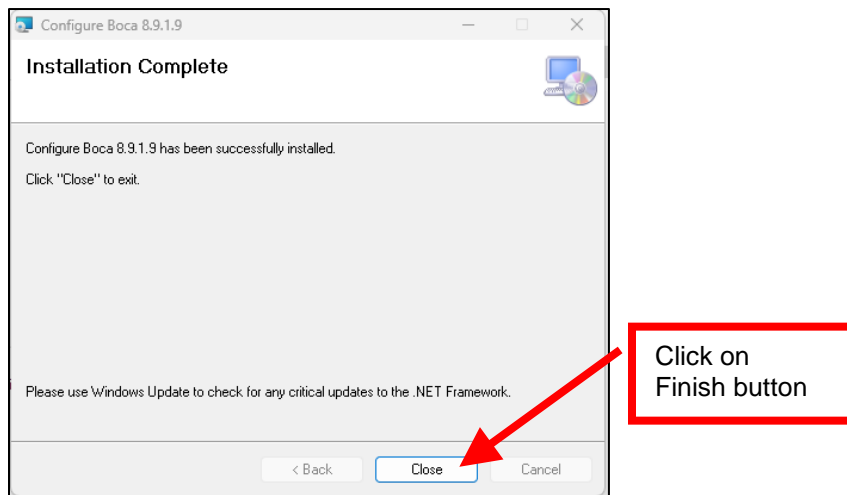 Configure Boca 8.9.1.9
Installation Complete
Configure Boca 8.9.1.9 has been successfully installed.
Click "Close" to exit.
Click on
Finish button
Please use Windows Update to check for any critical updates to the .NET Framework.
< Back Close Cancel